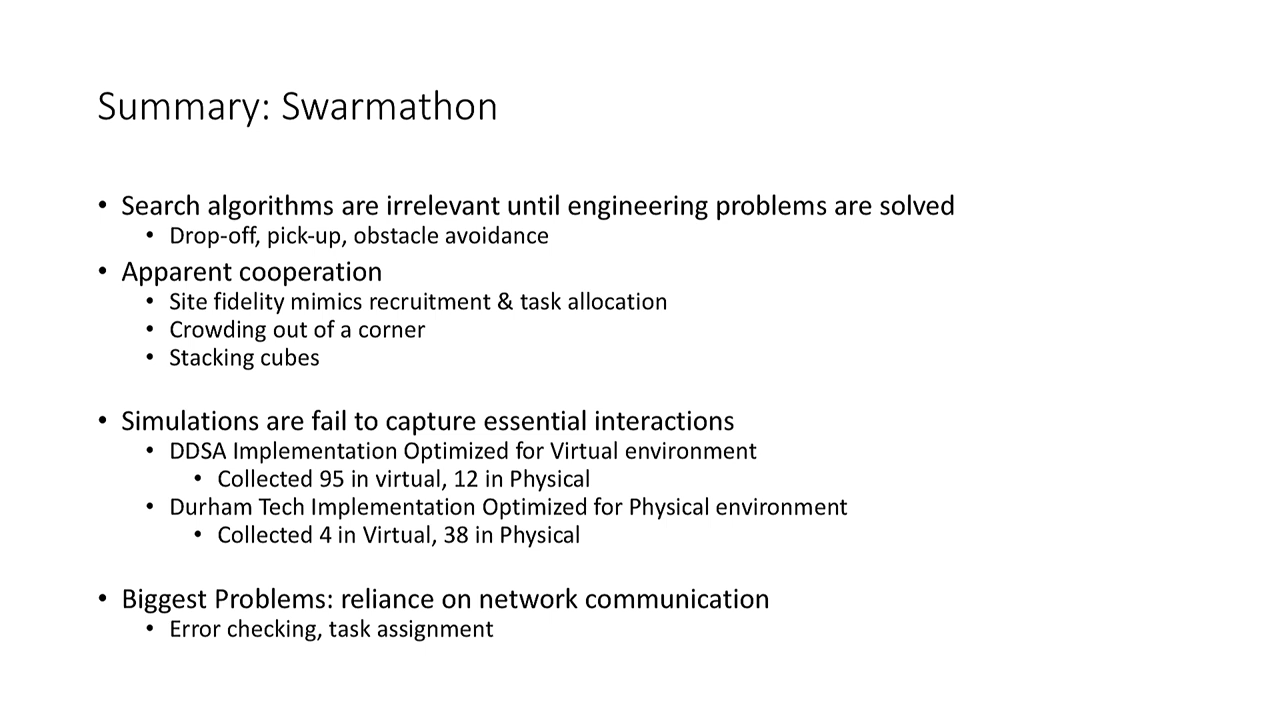 Summary: Swarmathon
• Search algorithms are irrelevant until engineering problems are solved
• Drop-off, pick-up, obstacle avoidance
• Apparent cooperation
• Site fidelity mimics recruitment & task allocation
• Crowding out of a corner
• Stacking cubes
• Simulations are fail to capture essential interactions
• DDSA Implementation Optimized for Virtual environment
• Collected 95 in virtual, 12 in Physical
• Durham Tech Implementation Optimized for Physical environment
• Collected 4 in Virtual, 38 in Physical
• Biggest Problems: reliance on network communication
• Error checking, task assignment